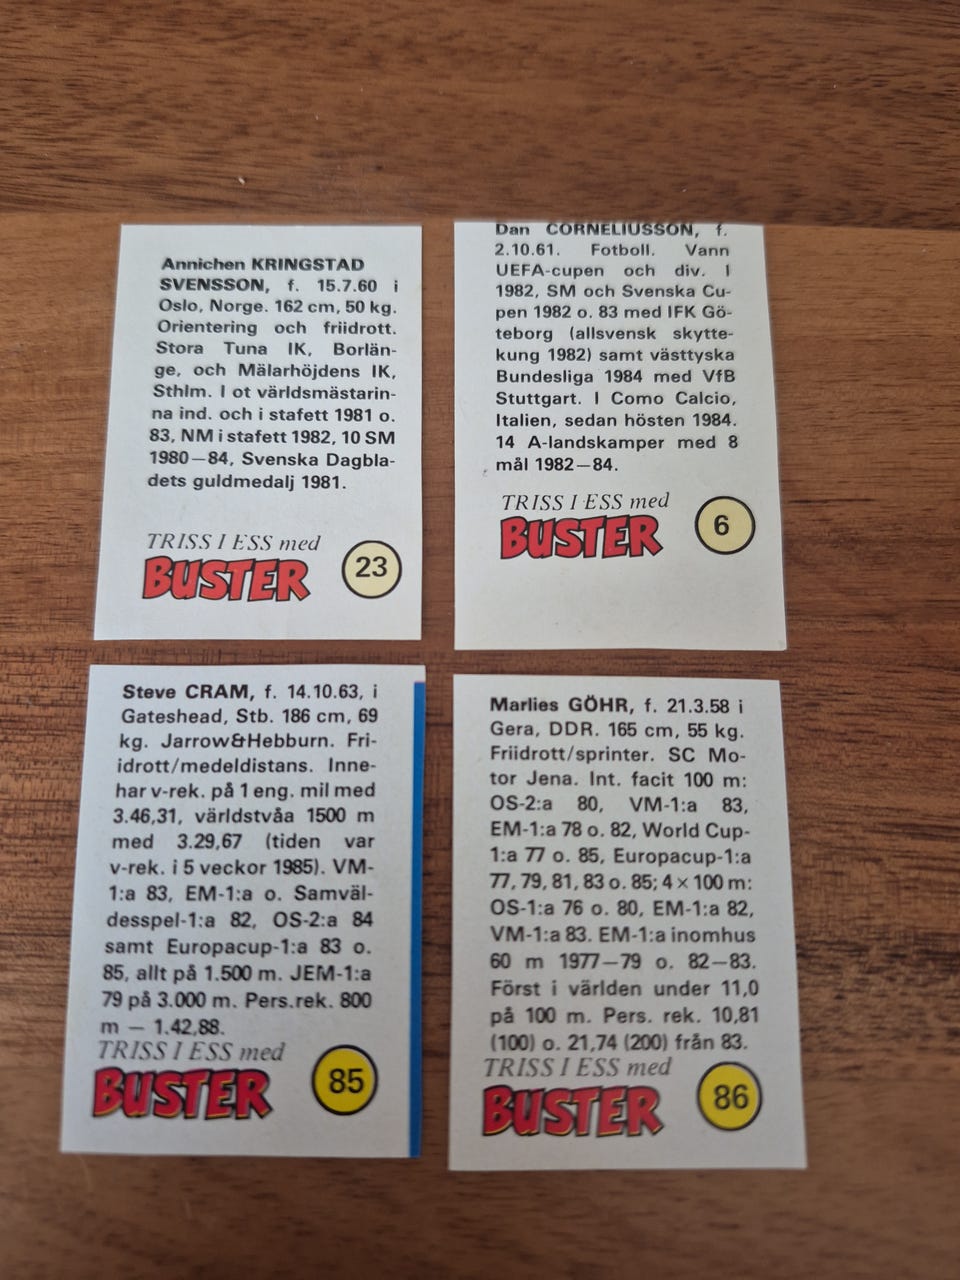 Annichen KRINGSTAD
SVENSSON, f. 15.7.60 i
Oslo, Norge. 162 cm, 50 kg.
Orientering och friidrott.
Stora Tuna IK, Borlän-
ge, och Mälarhöjdens IK,
Sthlm. I ot världsmästarin-
na ind. och i stafett 1981 o.
83, NM i stafett 1982, 10 SM
1980—84, Svenska Dagbla-
dets guldmedalj 1981.
TRISS I ESS med
BUSTER
23
Dan CORNELIUSSON, f.
2.10.61. Fotboll. Vann
UEFA-cupen och div. I
1982, SM och Svenska Cu-
pen 1982 o. 83 med IFK Gö-
teborg (allsvensk skytte-
kung 1982) samt västtyska
Bundesliga 1984 med VfB
Stuttgart. I Como Calcio,
Italien, sedan hösten 1984.
14 A-landskamper med 8
mål 1982—84.
TRISS I ESS med
BUSTER
6
Steve CRAM, f. 14.10.63, i
Gateshead, Stb. 186 cm, 69
kg. Jarrow&Hebburn. Fri-
idrott/medeldistans. Inne-
har v-rek. på 1 eng. mil med
3.46,31, världstvåa 1500 m
med 3.29,67 (tiden var
v-rek. i 5 veckor 1985). VM-
1:a 83, EM-1:a o. Samväl-
desspel-1:a 82, OS-2:a 84
samt Europacup-1:a 83 o.
85, allt på 1.500 m. JEM-1:a
79 på 3.000 m. Pers.rek. 800
m — 1.42,88.
TRISS I ESS med
BUSTER
85
Marlies GÖHR, f. 21.3.58 i
Gera, DDR. 165 cm, 55 kg.
Friidrott/sprinter. SC Mo-
tor Jena. Int. facit 100 m:
OS-2:a 80, VM-1:a 83,
EM-1:a 78 o. 82, World Cup-
1:a 77 o. 85, Europacup-1:a
77, 79, 81, 83 o. 85; 4 × 100 m:
OS-1:a 76 o. 80, EM-1:a 82,
VM-1:a 83. EM-1:a inomhus
60 m 1977—79 o. 82—83.
Först i världen under 11,0
på 100 m. Pers. rek. 10,81
(100) o. 21,74 (200) från 83.
TRISS I ESS med
BUSTER
86